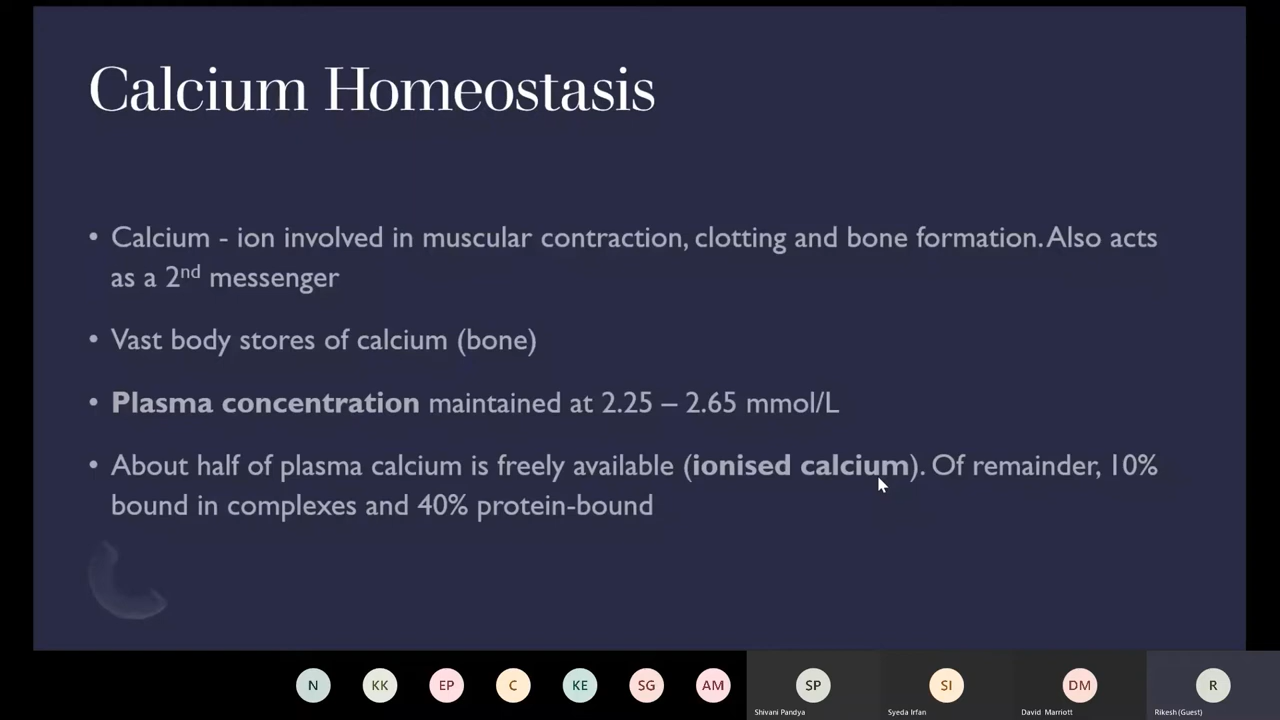 Calcium Homeostasis
• Calcium - ion involved in muscular contraction, clotting and bone formation. Also acts
as a 2nd messenger
• Vast body stores of calcium (bone)
• Plasma concentration maintained at 2.25 – 2.65 mmol/L
• About half of plasma calcium is freely available (ionised calcium). Of remainder, 10%
bound in complexes and 40% protein-bound
N KK EP C KE SG AM SP SI DM R
Shivani Pandya Syeda Irfan David Marriott Rikesh (Guest)